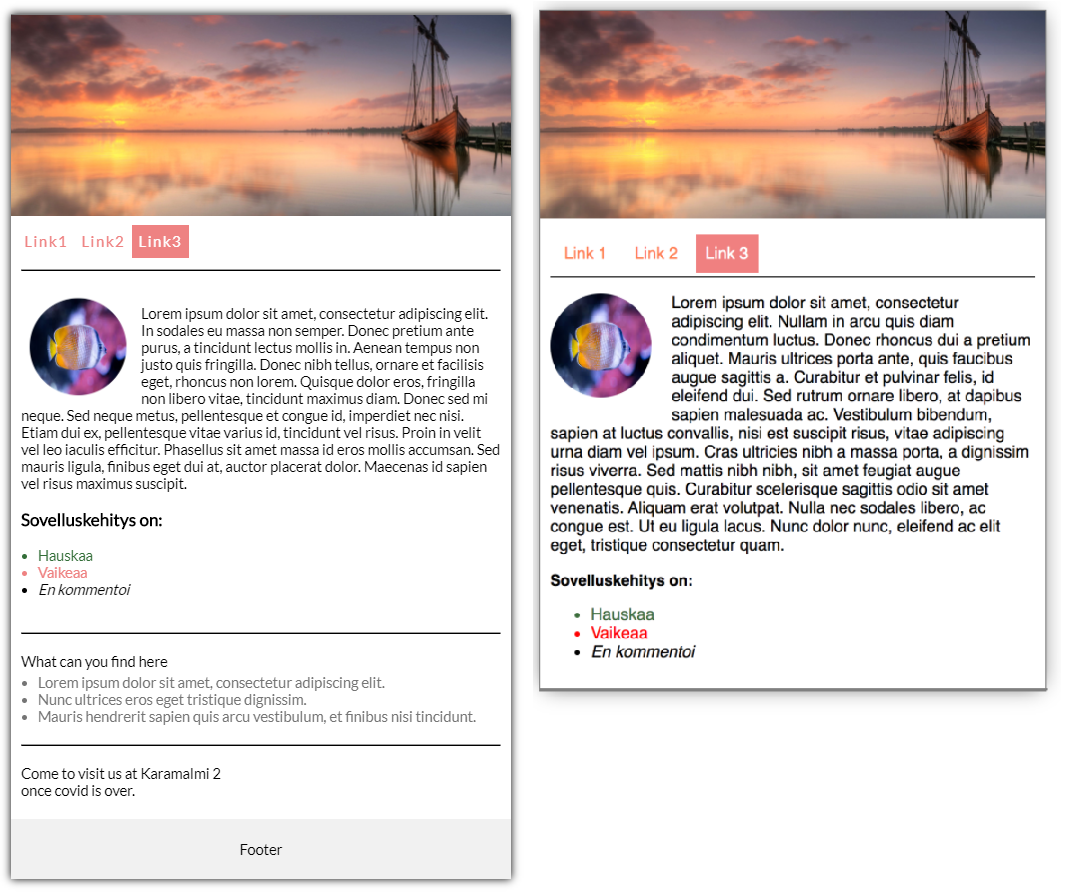 Link1 Link2 Link3
Lorem ipsum dolor sit amet, consectetur adipiscing elit.
In sodales eu massa non semper. Donec pretium ante
purus, a tincidunt lectus mollis in. Aenean tempus non
justo quis fringilla. Donec nibh tellus, ornare et facilisis
eget, rhoncus non lorem. Quisque dolor eros, fringilla
non libero vitae, tincidunt maximus diam. Donec sed mi
neque. Sed neque metus, pellentesque et congue id, imperdiet nec nisi.
Etiam dui ex, pellentesque vitae varius id, tincidunt vel risus. Proin in velit
vel leo iaculis efficitur. Phasellus sit amet massa id eros mollis accumsan. Sed
mauris ligula, finibus eget dui at, auctor placerat dolor. Maecenas id sapien
vel risus maximus suscipit.
Sovelluskehitys on:
• Hauskaa
• Vaikeaa
• En kommentoi
What can you find here
• Lorem ipsum dolor sit amet, consectetur adipiscing elit.
• Nunc ultrices eros eget tristique dignissim.
• Mauris hendrerit sapien quis arcu vestibulum, et finibus nisi tincidunt.
Come to visit us at Karamalmi 2
once covid is over.
Footer
Link 1 Link 2 Link 3
Lorem ipsum dolor sit amet, consectetur
adipiscing elit. Nullam in arcu quis diam
condimentum luctus. Donec rhoncus dui a pretium
aliquet. Mauris ultrices porta ante, quis faucibus
augue sagittis a. Curabitur et pulvinar felis, id
eleifend dui. Sed rutrum ornare libero, at dapibus
sapien malesuada ac. Vestibulum bibendum,
sapien at luctus convallis, nisi est suscipit risus, vitae adipiscing
urna diam vel ipsum. Cras ultricies nibh a massa porta, a dignissim
risus viverra. Sed mattis nibh nibh, sit amet feugiat augue
pellentesque quis. Curabitur scelerisque sagittis odio sit amet
venenatis. Aliquam erat volutpat. Nulla nec sodales libero, ac
congue est. Ut eu ligula lacus. Nunc dolor nunc, eleifend ac elit
eget, tristique consectetur quam.
Sovelluskehitys on:
• Hauskaa
• Vaikeaa
• En kommentoi